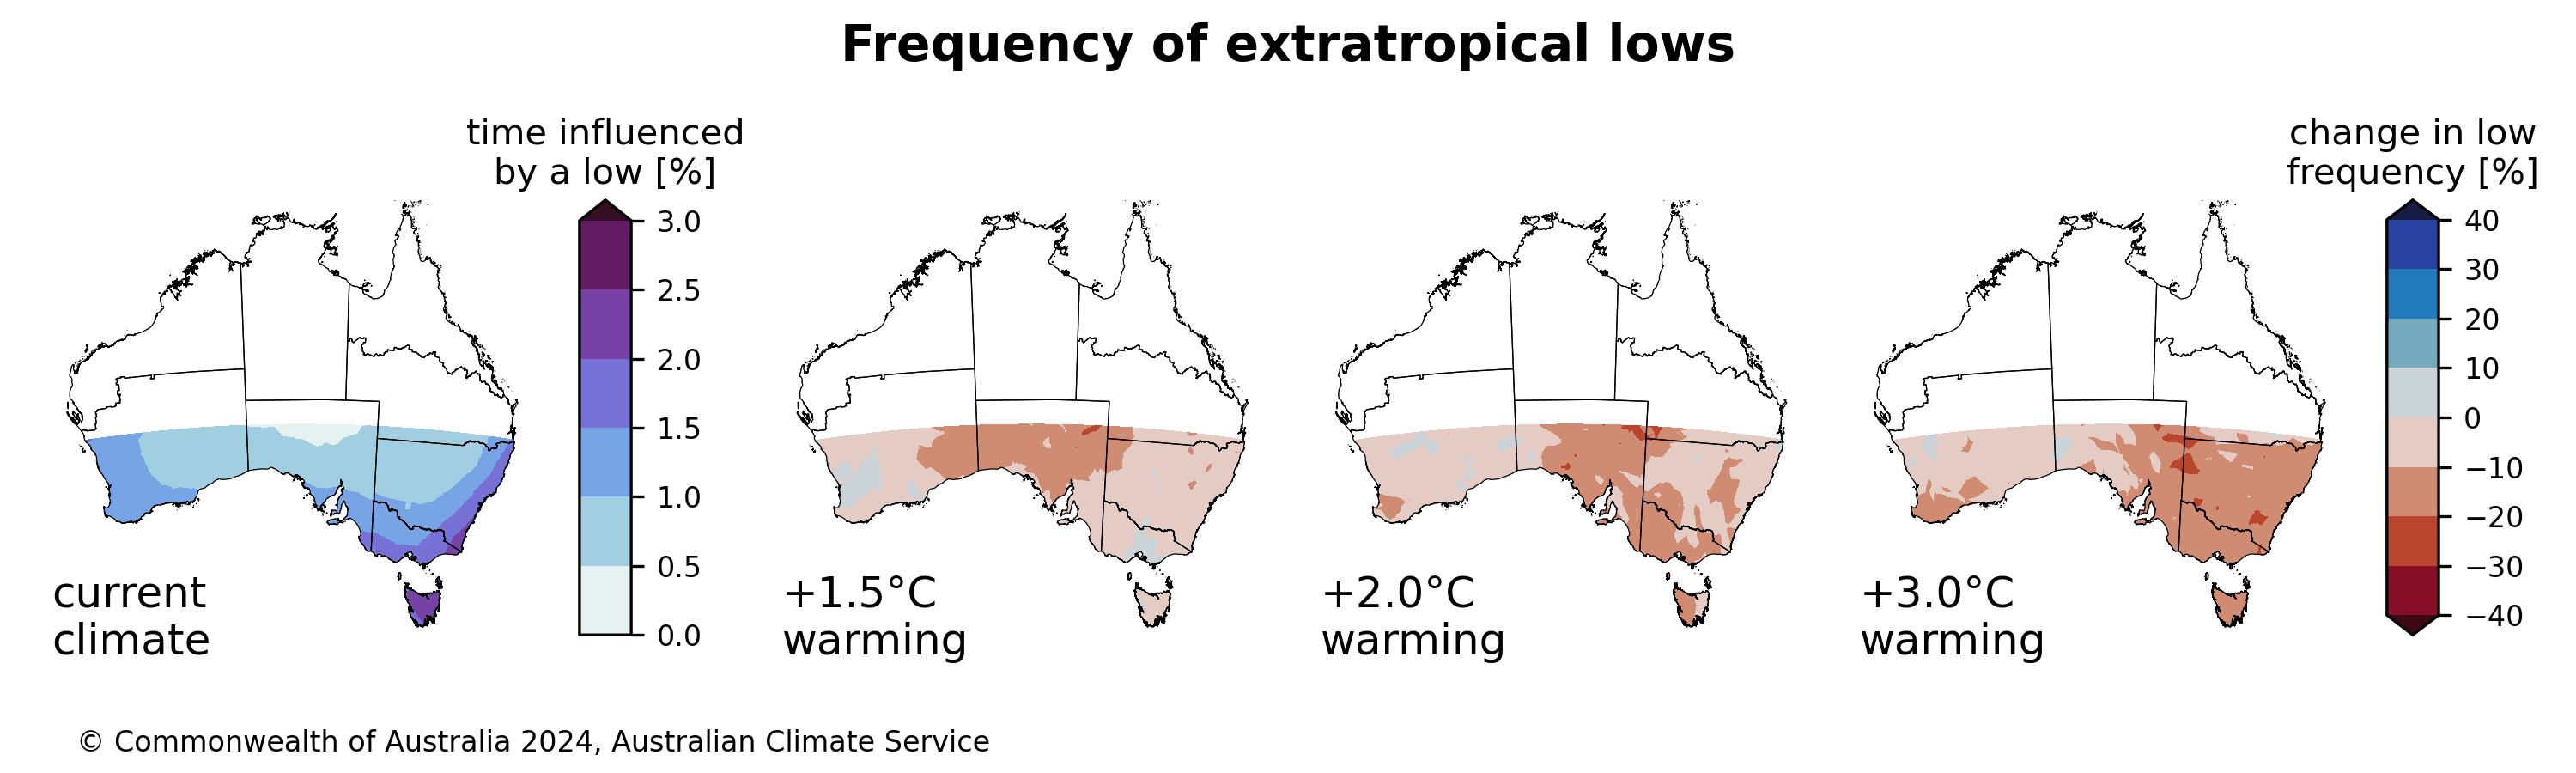 Frequency of extratropical lows
time influenced
by a low [%]
3.0
2.5
2.0
1.5
1.0
0.5
0.0
current
climate
+1.5°C
warming
+2.0°C
warming
+3.0°C
warming
change in low
frequency [%]
40
30
20
10
0
−10
−20
−30
−40
© Commonwealth of Australia 2024, Australian Climate Service